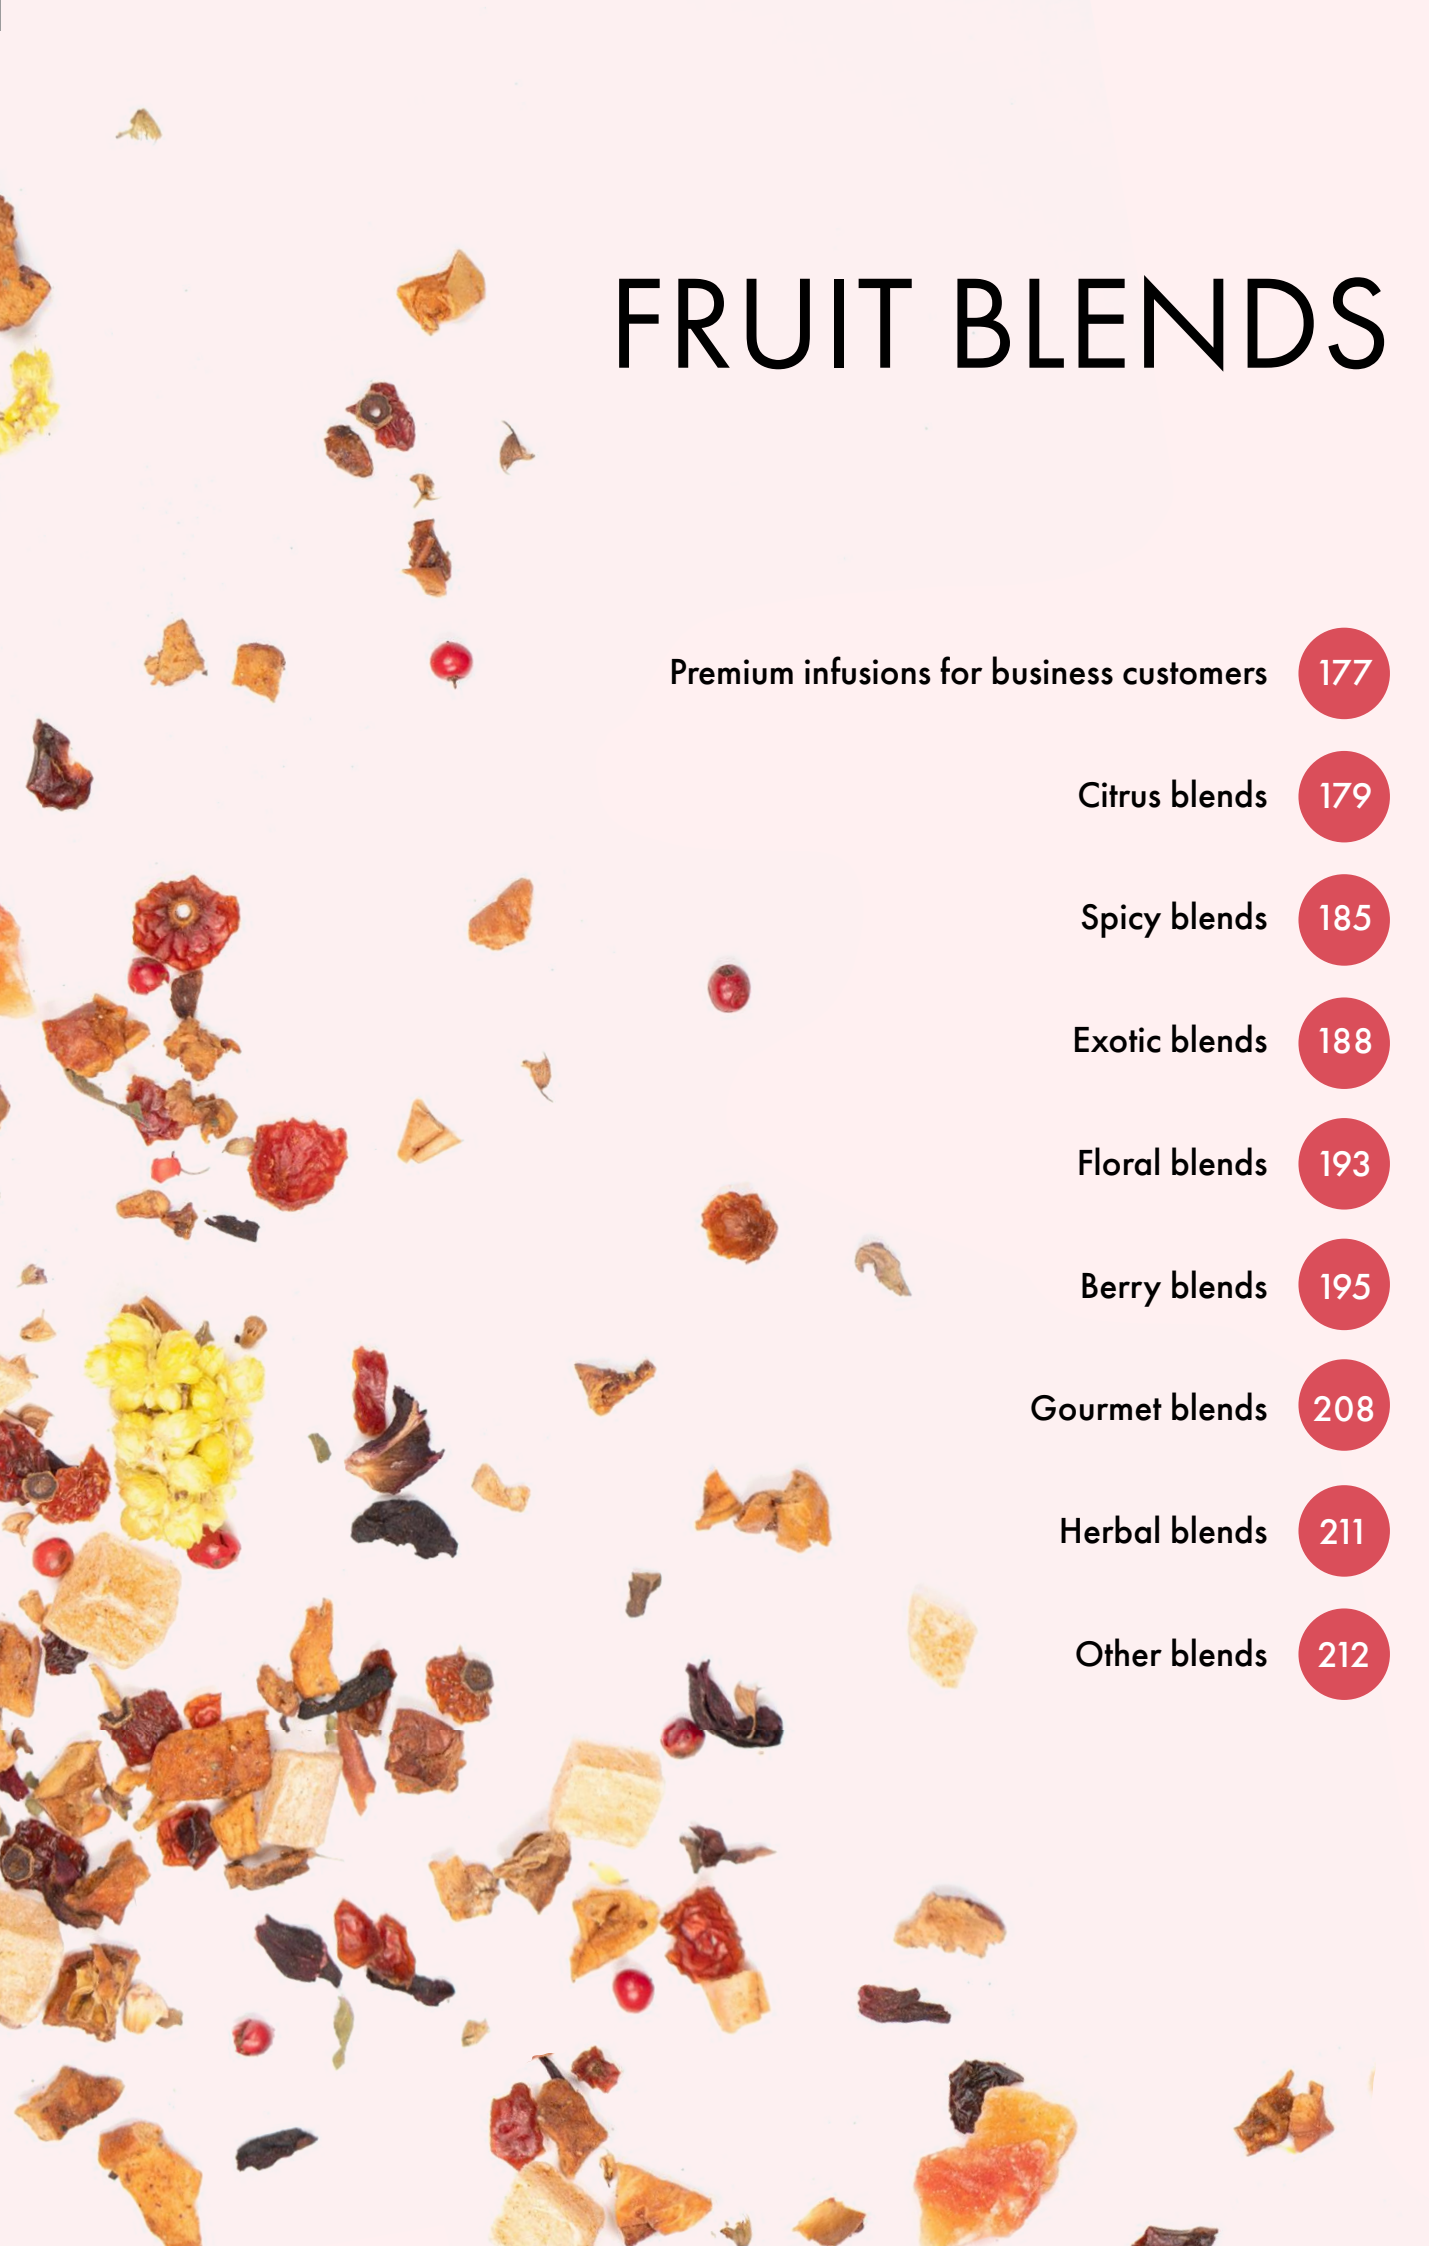 FRUIT BLENDS
Premium infusions for business customers 177
Citrus blends 179
Spicy blends 185
Exotic blends 188
Floral blends 193
Berry blends 195
Gourmet blends 208
Herbal blends 211
Other blends 212